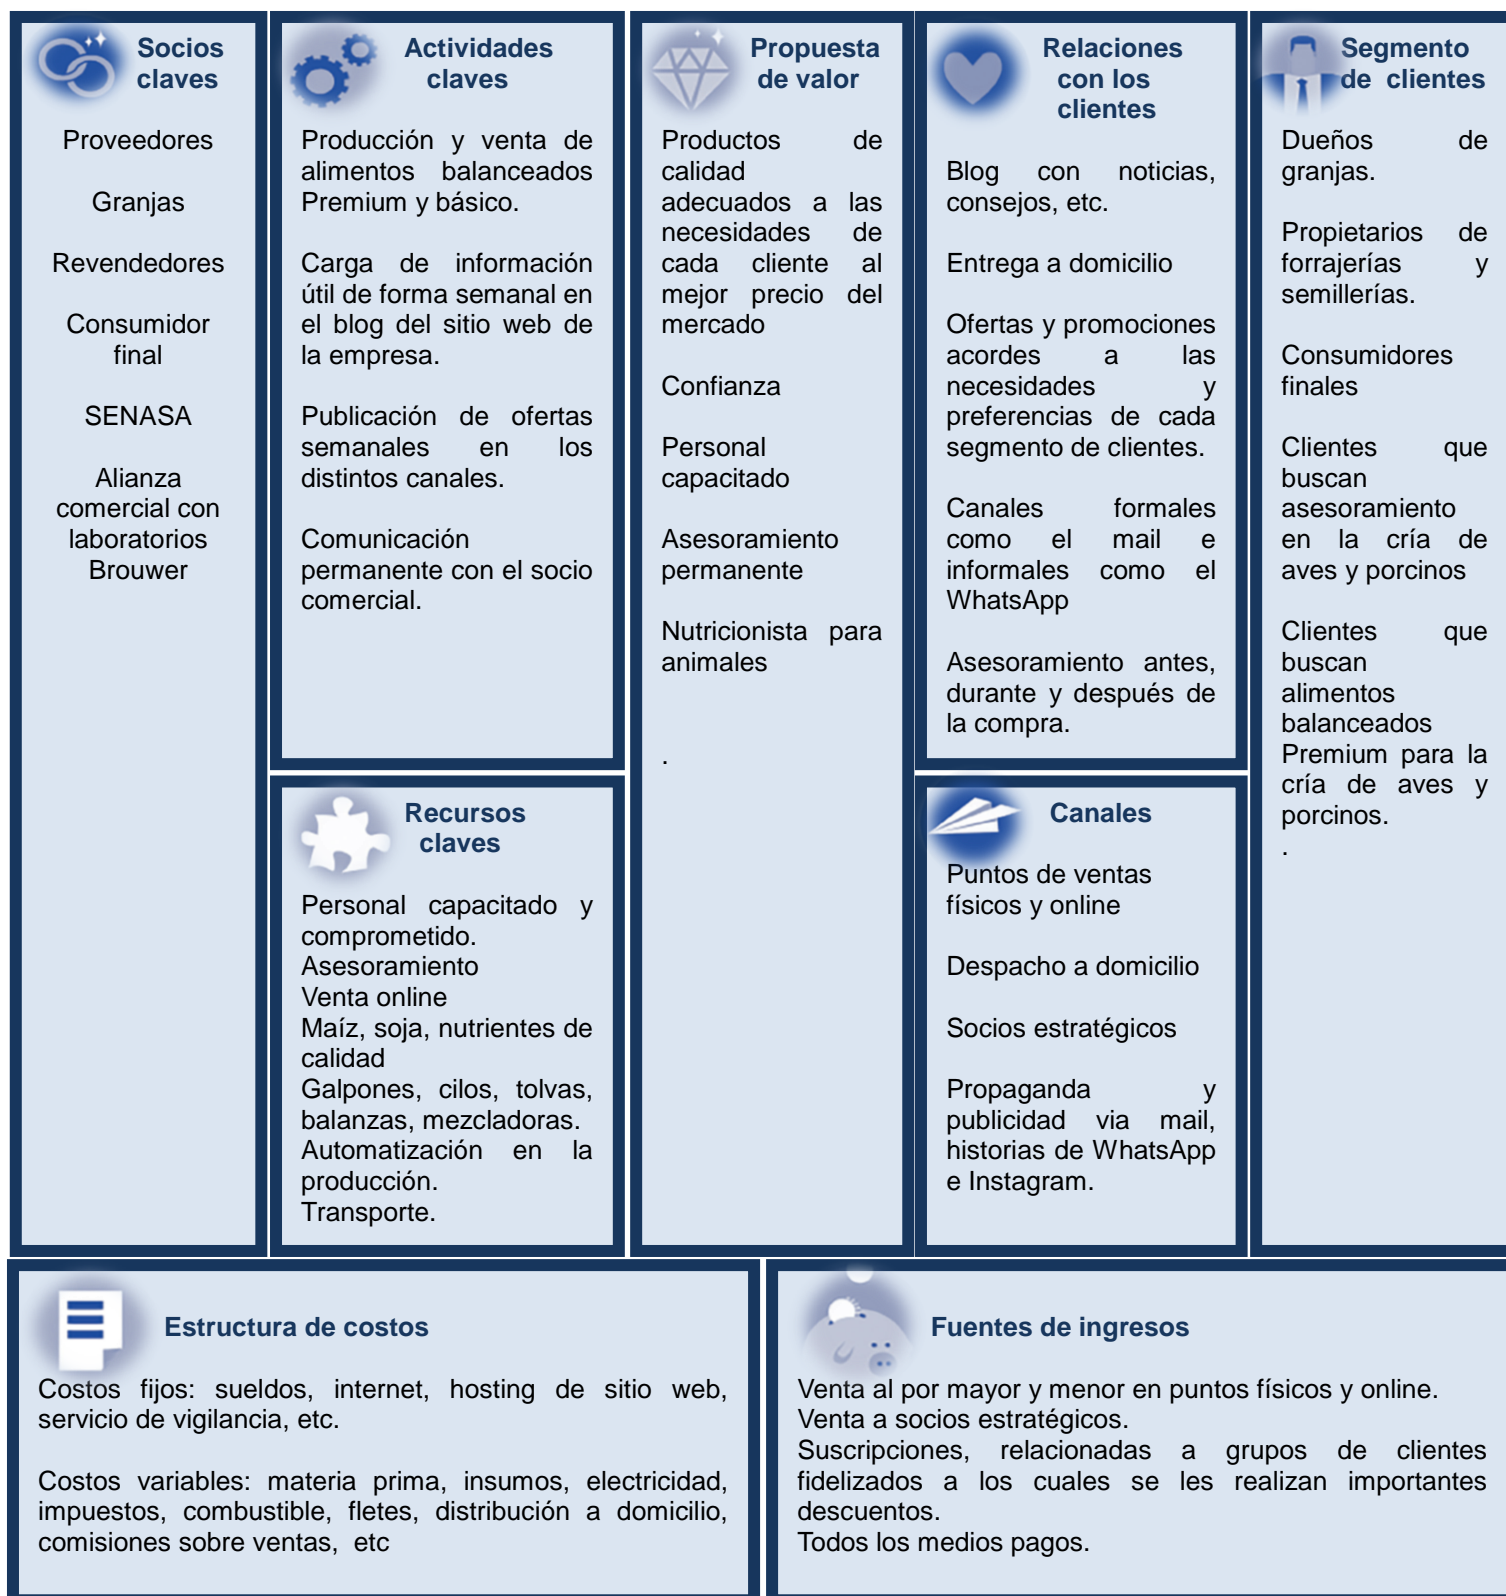 Socios
claves
Proveedores
Granjas
Revendedores
Consumidor
final
SENASA
Alianza
comercial con
laboratorios
Brouwer
Actividades
claves
Producción y venta de
alimentos balanceados
Premium y básico.
Carga de información
útil de forma semanal en
el blog del sitio web de
la empresa.
Publicación de ofertas
semanales en los
distintos canales.
Comunicación
permanente con el socio
comercial.
Recursos
claves
Personal capacitado y
comprometido.
Asesoramiento
Venta online
Maíz, soja, nutrientes de
calidad
Galpones, cilos, tolvas,
balanzas, mezcladoras.
Automatización en la
producción.
Transporte.
Propuesta
de valor
Productos de
calidad
adecuados a las
necesidades de
cada cliente al
mejor precio del
mercado
Confianza
Personal
capacitado
Asesoramiento
permanente
Nutricionista para
animales
.
Relaciones
con los
clientes
Blog con noticias,
consejos, etc.
Entrega a domicilio
Ofertas y promociones
acordes a las
necesidades y
preferencias de cada
segmento de clientes.
Canales formales
como el mail e
informales como el
WhatsApp
Asesoramiento antes,
durante y después de
la compra.
Canales
Puntos de ventas
físicos y online
Despacho a domicilio
Socios estratégicos
Propaganda y
publicidad via mail,
historias de WhatsApp
e Instagram.
Segmento
de clientes
Dueños de
granjas.
Propietarios de
forrajerías y
semillerías.
Consumidores
finales
Clientes que
buscan
asesoramiento
en la cría de
aves y porcinos
Clientes que
buscan
alimentos
balanceados
Premium para la
cría de aves y
porcinos.
.
Estructura de costos
Costos fijos: sueldos, internet, hosting de sitio web,
servicio de vigilancia, etc.
Costos variables: materia prima, insumos, electricidad,
impuestos, combustible, fletes, distribución a domicilio,
comisiones sobre ventas, etc
Fuentes de ingresos
Venta al por mayor y menor en puntos físicos y online.
Venta a socios estratégicos.
Suscripciones, relacionadas a grupos de clientes
fidelizados a los cuales se les realizan importantes
descuentos.
Todos los medios pagos.